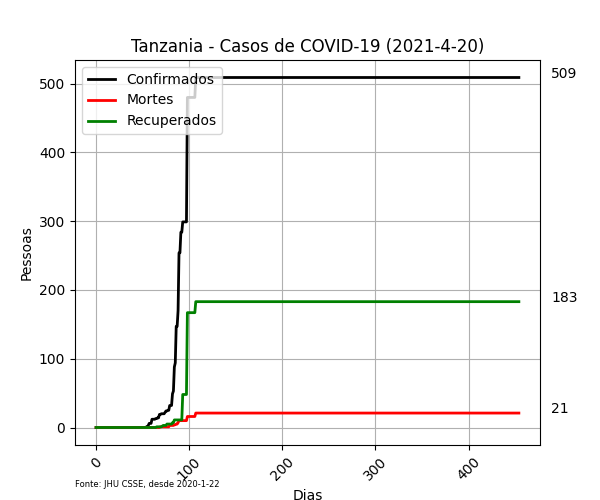 Tanzania - Casos de COVID-19 (2021-4-20)
Confirmados
Mortes
Recuperados
509
183
21
500
400
300
200
100
0
Pessoas
0
100
200
300
400
Dias
Fonte: JHU CSSE, desde 2020-1-22